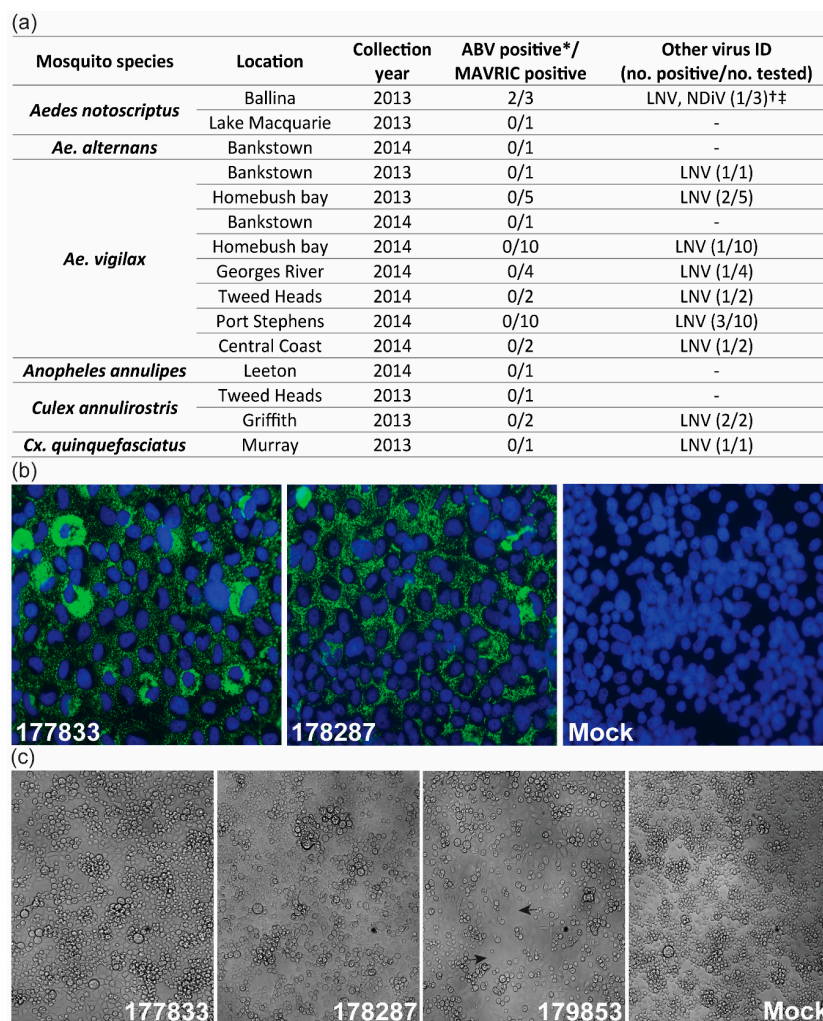 (a)
Mosquito species Location Collection year ABV positive*/ MAVRIC positive Other virus ID (no. positive/no. tested)
Aedes notoscriptus Ballina 2013 2/3 LNV, NDiV (1/3)†‡
Lake Macquarie 2013 0/1 -
Ae. alternans Bankstown 2014 0/1 -
Ae. vigilax Bankstown 2013 0/1 LNV (1/1)
Homebush bay 2013 0/5 LNV (2/5)
Bankstown 2014 0/1 -
Homebush bay 2014 0/10 LNV (1/10)
Georges River 2014 0/4 LNV (1/4)
Tweed Heads 2014 0/2 LNV (1/2)
Port Stephens 2014 0/10 LNV (3/10)
Central Coast 2014 0/2 LNV (1/2)
Anopheles annulipes Leeton 2014 0/1 -
Culex annulirostris Tweed Heads 2013 0/1 -
Griffith 2013 0/2 LNV (2/2)
Cx. quinquefasciatus Murray 2013 0/1 LNV (1/1)
(b)
177833 178287 Mock
(c)
177833 178287 179853 Mock